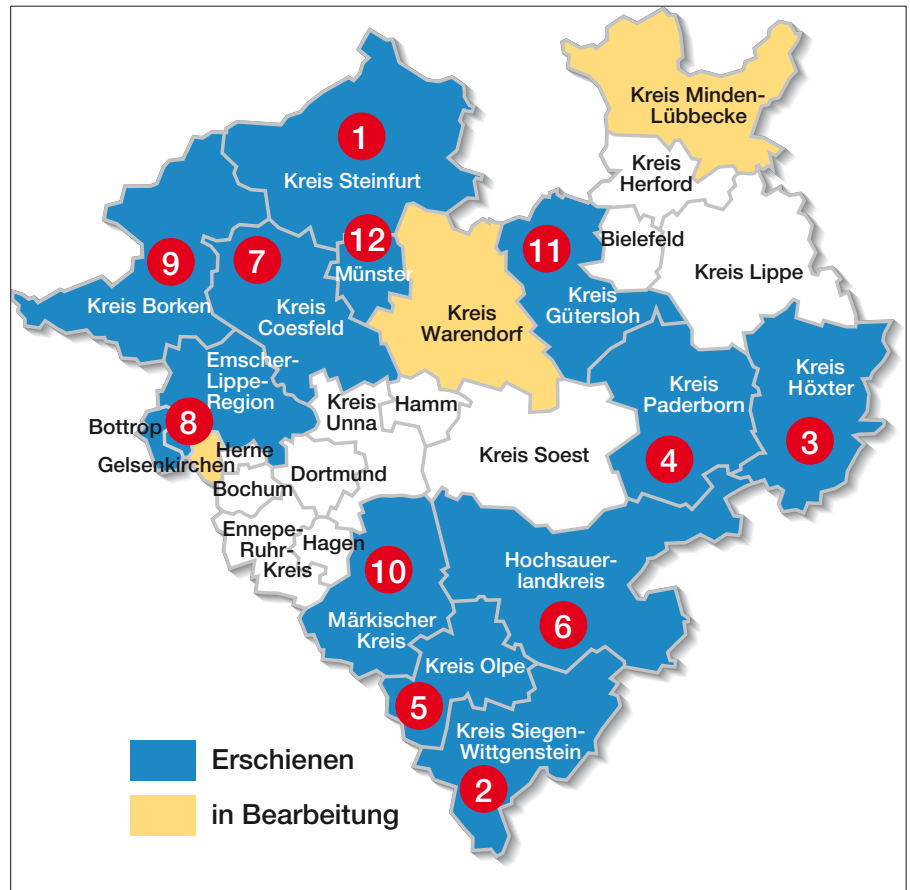 Kreis Minden-
Lübbecke
1
Kreis Steinfurt
Kreis
Herford
12
Münster
11
Bielefeld
9
Kreis Borken
7
Kreis
Coesfeld
Kreis Lippe
Kreis
Warendorf
Kreis
Gütersloh
Emscher-
Lippe-
Region
Kreis
Unna
Hamm
Kreis
Paderborn
Kreis
Höxter
Bottrop
8
Gelsenkirchen
Herne
Bochum
Dortmund
Kreis Soest
4
3
Ennepe-
Ruhr-
Kreis
Hagen
10
Märkischer
Kreis
Hochsauer-
landkreis
6
Kreis Olpe
5
Kreis Siegen-
Wittgenstein
2
Erschienen
in Bearbeitung